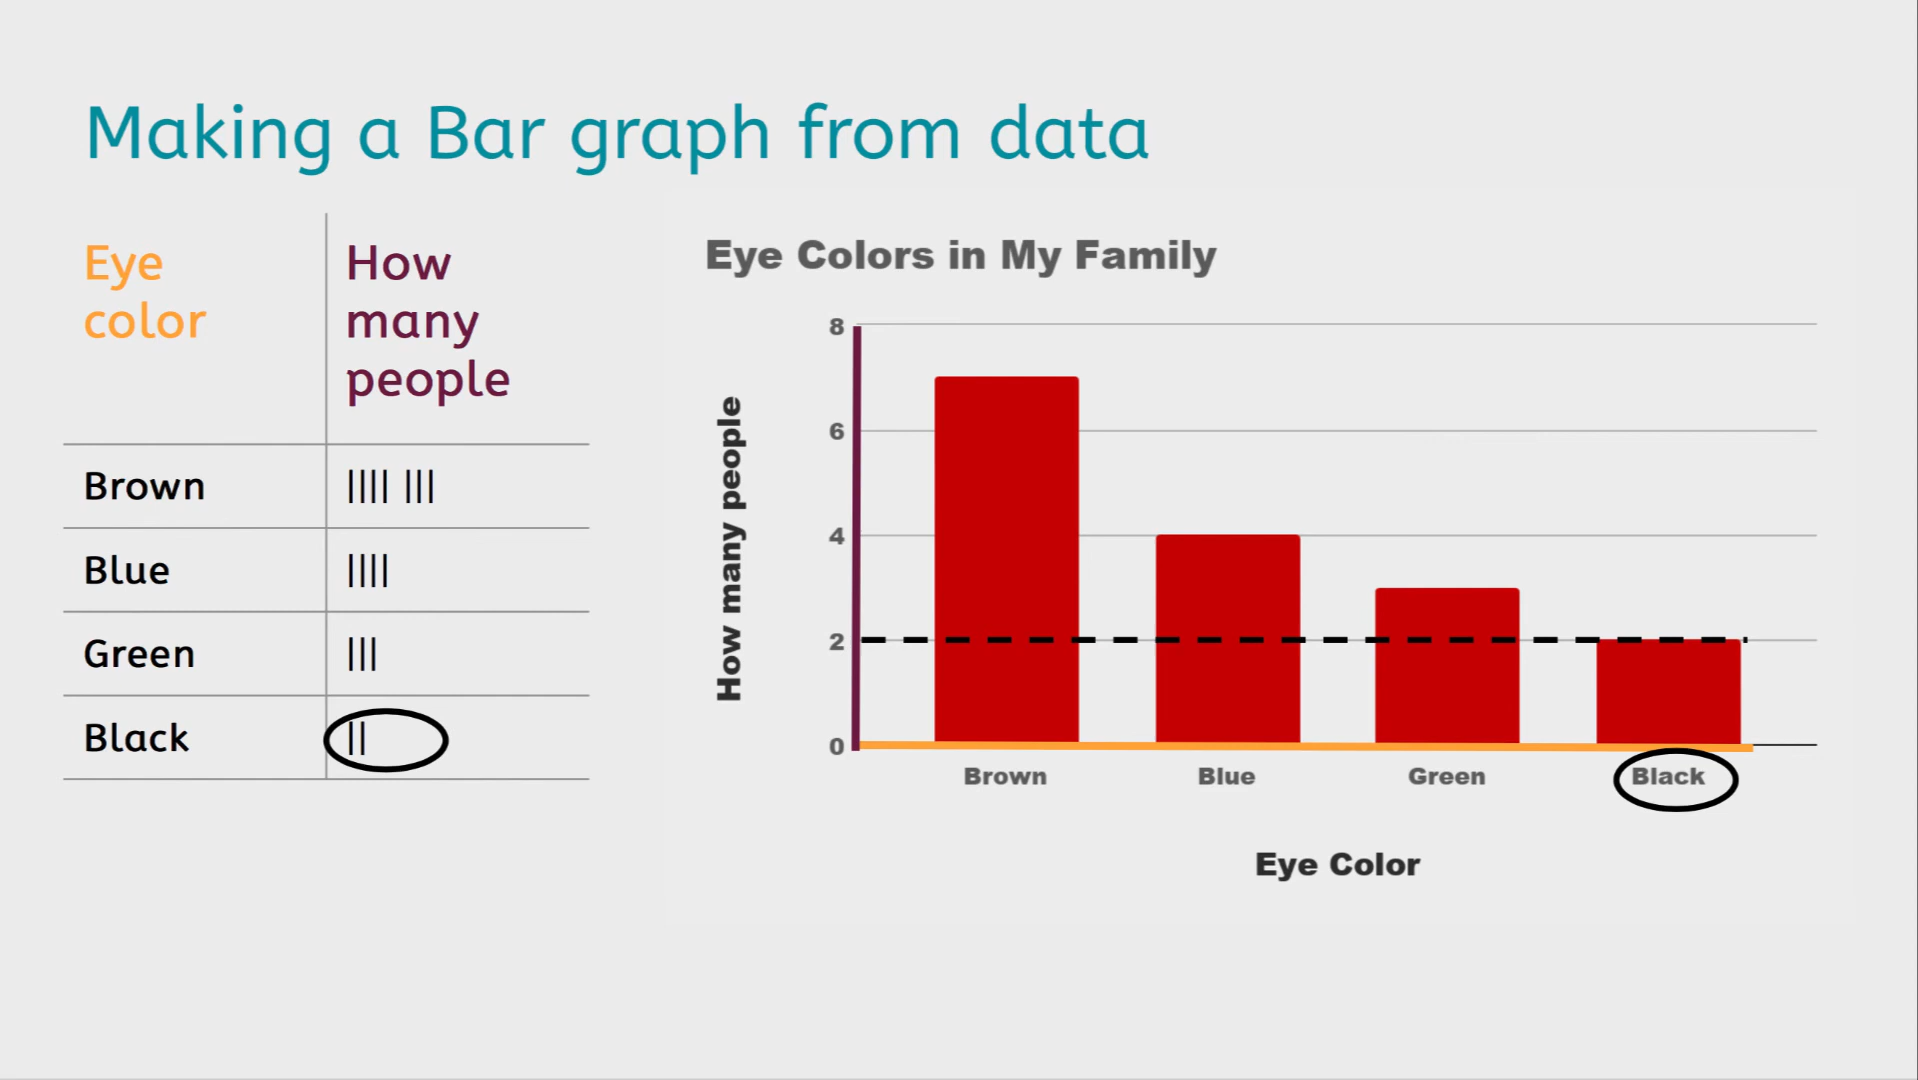 Making a Bar graph from data
Eye
color
How
many
people
Brown
|||| |||
Blue
||||
Green
|||
Black
||
Eye Colors in My Family
How many people
8
6
4
2
0
Brown Blue Green Black
Eye Color